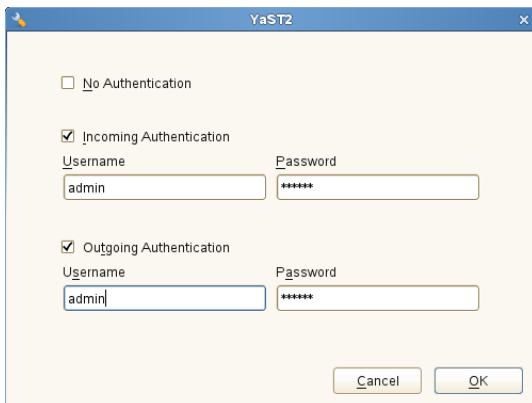 YaST2
No Authentication
Incoming Authentication
Username Password
admin ******
Outgoing Authentication
Username Password
admin ******
Cancel OK